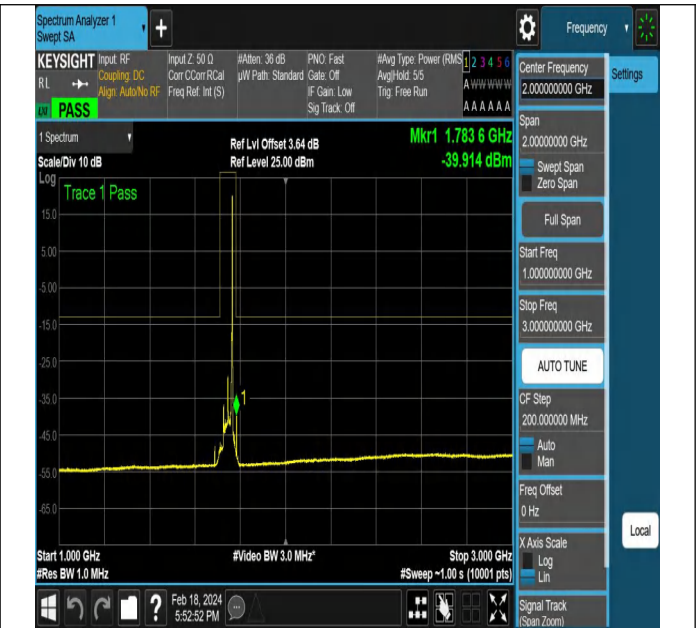 Spectrum Analyzer 1
Swept SA
Frequency
KEYSIGHT
RL
Input: RF
Coupling: DC
Align: Auto/No RF
Input Z: 50 Ω
Corr CCorr RCal
Freq Ref: Int (S)
#Atten: 36 dB
µW Path: Standard
PNO: Fast
Gate: Off
IF Gain: Low
Sig Track: Off
#Avg Type: Power (RMS
Avg|Hold: 5/5
Trig: Free Run
1 2 3 4 5 6
A W W W W W
A A A A A A
PASS
1 Spectrum
Scale/Div 10 dB
Ref Lvl Offset 3.64 dB
Ref Level 25.00 dBm
Mkr1 1.783 6 GHz
-39.914 dBm
Log
Trace 1 Pass
15.0
5.00
-5.00
-15.0
-25.0
-35.0
-45.0
-55.0
-65.0
1
Start 1.000 GHz
#Res BW 1.0 MHz
#Video BW 3.0 MHz*
Stop 3.000 GHz
#Sweep ~1.00 s (10001 pts)
Feb 18, 2024
5:52:52 PM
Center Frequency
2.000000000 GHz
Settings
Span
2.00000000 GHz
Swept Span
Zero Span
Full Span
Start Freq
1.000000000 GHz
Stop Freq
3.000000000 GHz
AUTO TUNE
CF Step
200.000000 MHz
Auto
Man
Freq Offset
0 Hz
X Axis Scale
Log
Lin
Local
Signal Track
(Span Zoom)